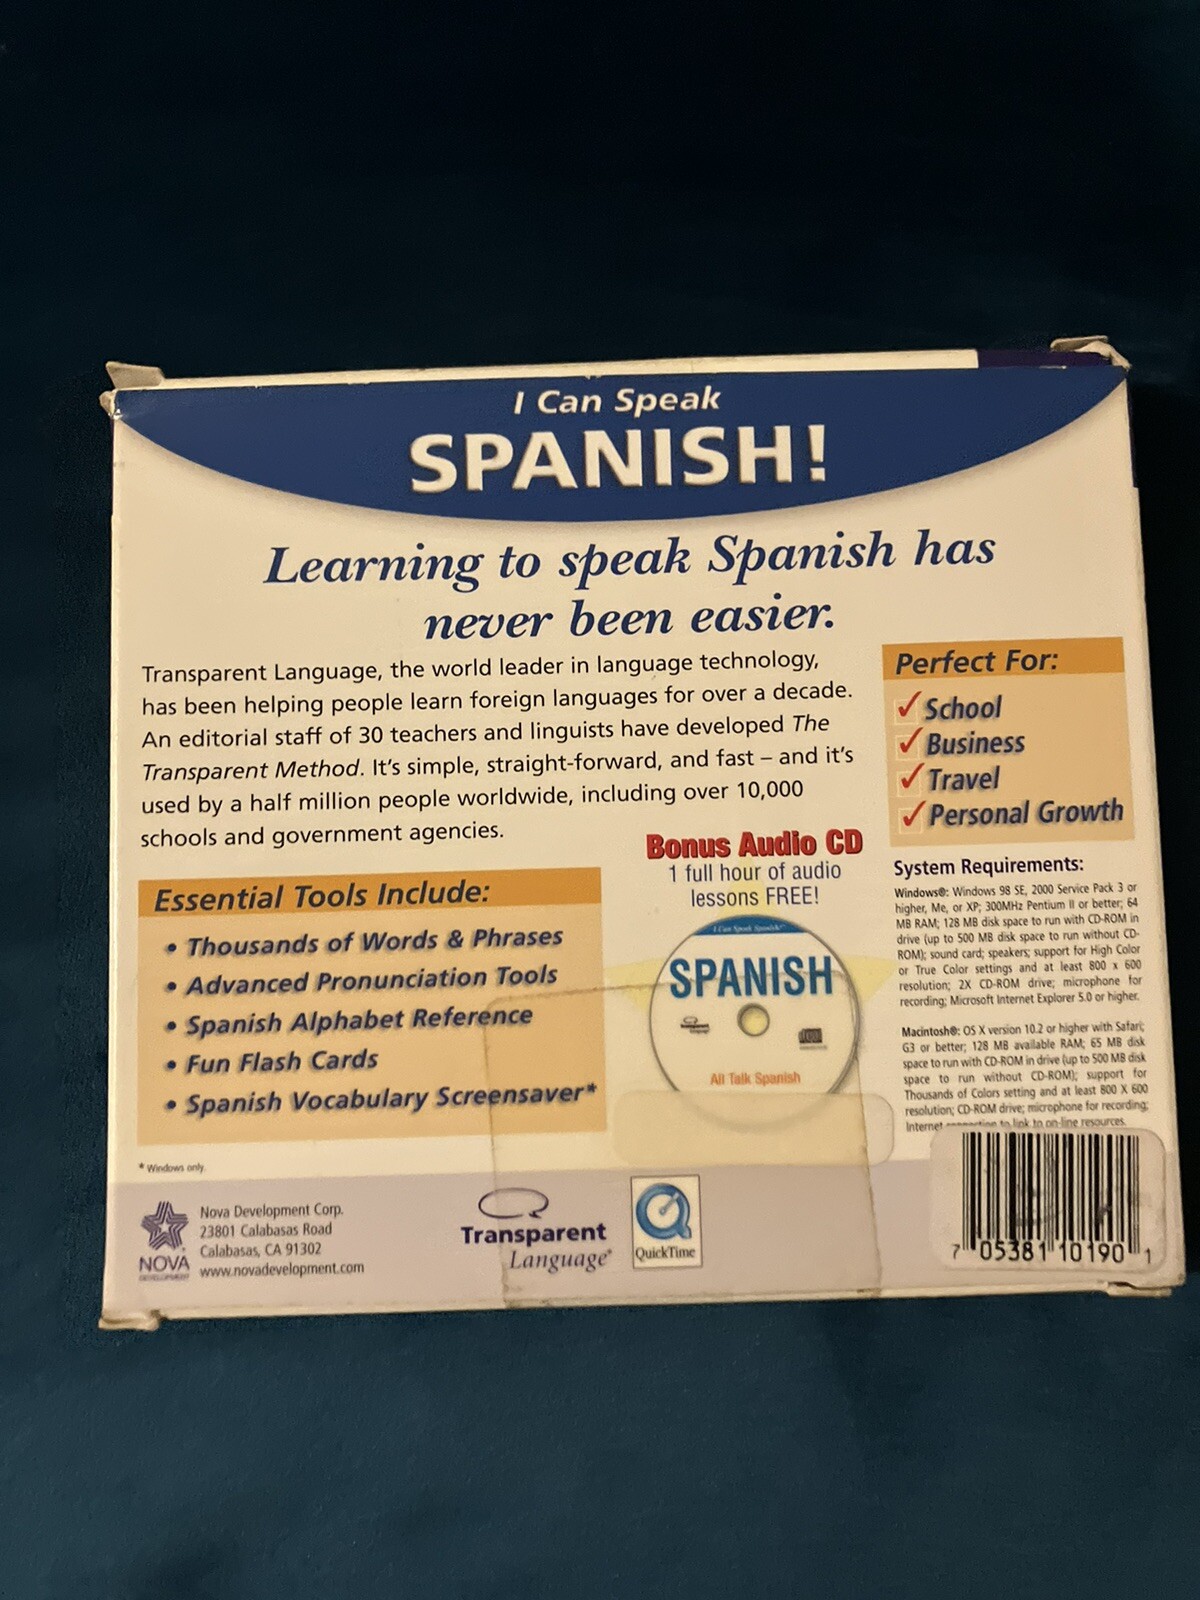 I Can Speak
SPANISH!
Learning to speak Spanish has
never been easier.
Transparent Language, the world leader in language technology,
has been helping people learn foreign languages for over a decade.
An editorial staff of 30 teachers and linguists have developed The
Transparent Method. It's simple, straight-forward, and fast – and it's
used by a half million people worldwide, including over 10,000
schools and government agencies.
Perfect For:
✓ School
✓ Business
✓ Travel
✓ Personal Growth
Essential Tools Include:
• Thousands of Words & Phrases
• Advanced Pronunciation Tools
• Spanish Alphabet Reference
• Fun Flash Cards
• Spanish Vocabulary Screensaver*
* Windows only.
Bonus Audio CD
1 full hour of audio
lessons FREE!
I Can Speak Spanish!
SPANISH
All Talk Spanish
System Requirements:
Windows®: Windows 98 SE, 2000 Service Pack 3 or
higher, Me, or XP; 300MHz Pentium II or better; 64
MB RAM; 128 MB disk space to run with CD-ROM in
drive (up to 500 MB disk space to run without CD-
ROM); sound card; speakers; support for High Color
or True Color settings and at least 800 x 600
resolution; 2X CD-ROM drive; microphone for
recording; Microsoft Internet Explorer 5.0 or higher.
Macintosh®: OS X version 10.2 or higher with Safari;
G3 or better; 128 MB available RAM; 65 MB disk
space to run with CD-ROM in drive (up to 500 MB disk
space to run without CD-ROM); support for
Thousands of Colors setting and at least 800 X 600
resolution; CD-ROM drive; microphone for recording;
Internet connection to link to on-line resources.
NOVA
DEVELOPMENT
Nova Development Corp.
23801 Calabasas Road
Calabasas, CA 91302
www.novadevelopment.com
Transparent
Language®
QuickTime
7 05381 10190 1